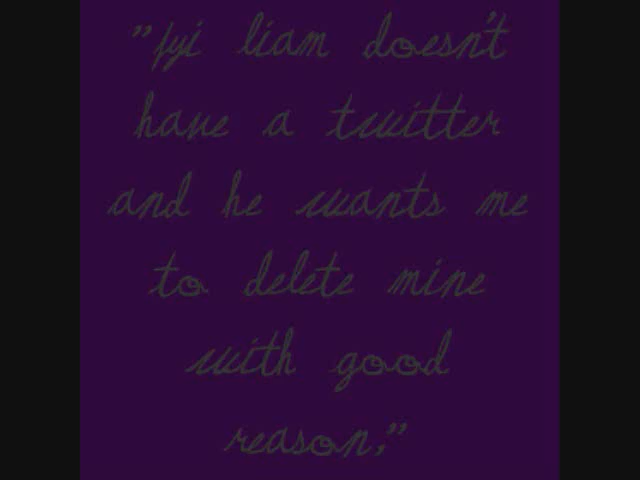 "fyi liam doesn't
have a twitter
and he wants me
to delete mine
with good
reason,"